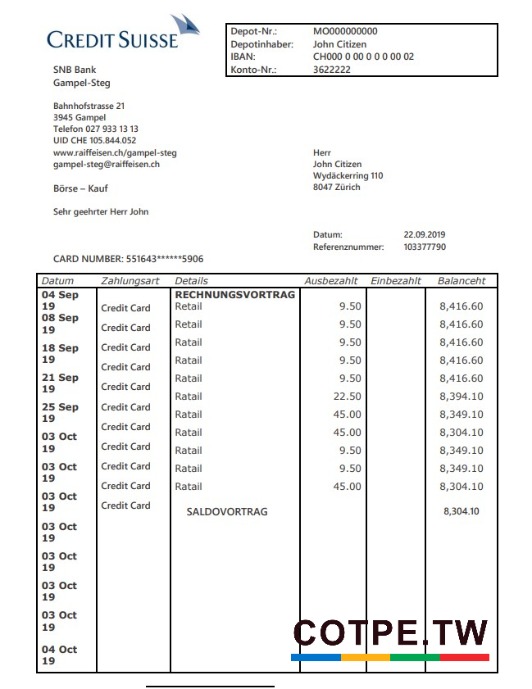 CREDIT SUISSE
Depot-Nr.: MO000000000
Depotinhaber: John Citizen
IBAN: CH000 0 00 0 0 0 00 02
Konto-Nr.: 3622222
SNB Bank
Gampel-Steg
Bahnhofstrasse 21
3945 Gampel
Telefon 027 933 13 13
UID CHE 105.844.052
www.raiffeisen.ch/gampel-steg
gampel-steg@raiffeisen.ch
Herr
John Citizen
Wydäckerring 110
8047 Zürich
Börse – Kauf
Sehr geehrter Herr John
Datum: 22.09.2019
Referenznummer: 103377790
CARD NUMBER: 551643******5906
Datum Zahlungsart Details Ausbezahlt Einbezahlt Balanceht
04 Sep RECHNUNGSVORTRAG
19 Credit Card Retail 9.50 8,416.60
08 Sep
19 Credit Card Ratail 9.50 8,416.60
18 Sep Credit Card Ratail 9.50 8,416.60
19 Credit Card Ratail 9.50 8,416.60
21 Sep
19 Credit Card Ratail 9.50 8,416.60
Ratail 22.50 8,394.10
25 Sep Credit Card Ratail 45.00 8,349.10
19
03 Oct Credit Card Ratail 45.00 8,304.10
19 Credit Card Ratail 9.50 8,349.10
03 Oct Credit Card Ratail 9.50 8,349.10
19
Credit Card Ratail 45.00 8,304.10
03 Oct
19 Credit Card SALDOVORTRAG 8,304.10
03 Oct
19
03 Oct
19
03 Oct
19
03 Oct
19
04 Oct
19
COTPE.TW